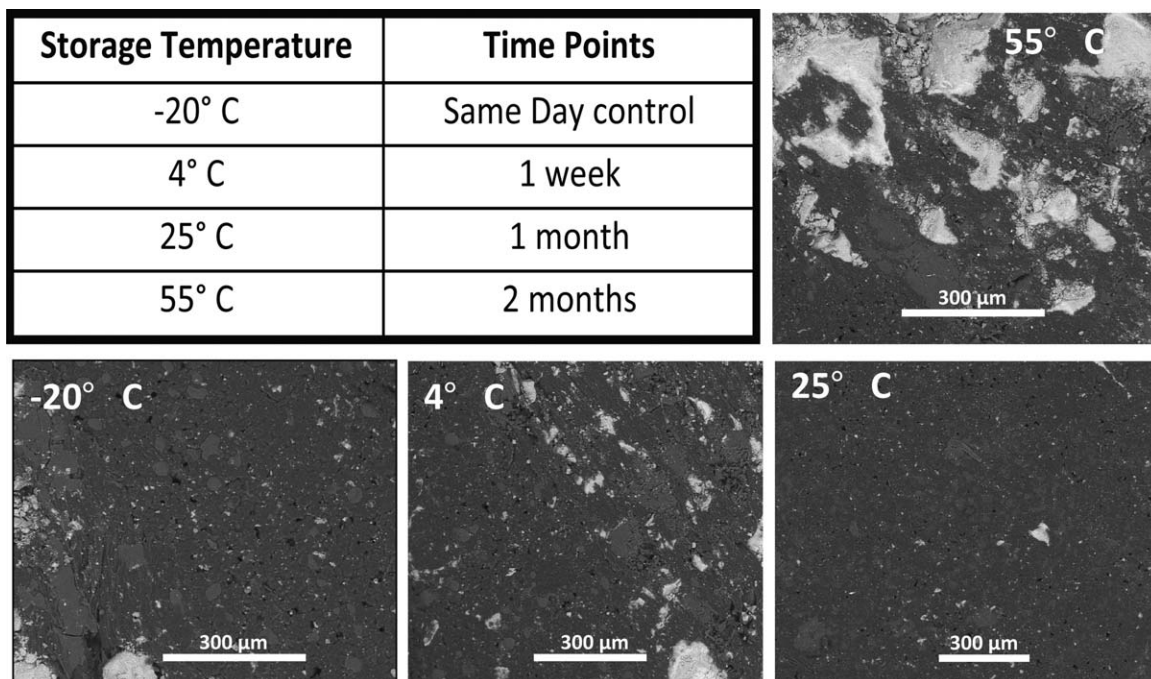 Storage Temperature Time Points
-20° C Same Day control
4° C 1 week
25° C 1 month
55° C 2 months
55° C
300 µm
-20° C
300 µm
4° C
300 µm
25° C
300 µm